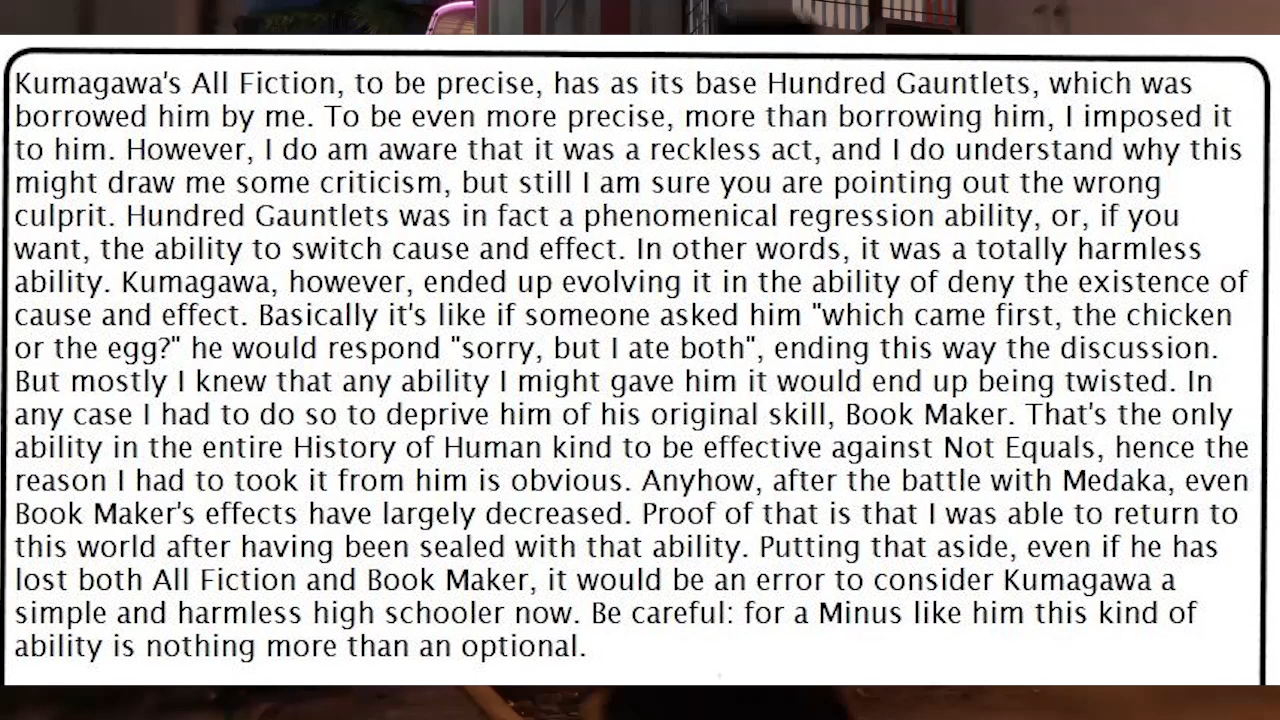 Kumagawa's All Fiction, to be precise, has as its base Hundred Gauntlets, which was
borrowed him by me. To be even more precise, more than borrowing him, I imposed it
to him. However, I do am aware that it was a reckless act, and I do understand why this
might draw me some criticism, but still I am sure you are pointing out the wrong
culprit. Hundred Gauntlets was in fact a phenomenical regression ability, or, if you
want, the ability to switch cause and effect. In other words, it was a totally harmless
ability. Kumagawa, however, ended up evolving it in the ability of deny the existence of
cause and effect. Basically it's like if someone asked him "which came first, the chicken
or the egg?" he would respond "sorry, but I ate both", ending this way the discussion.
But mostly I knew that any ability I might gave him it would end up being twisted. In
any case I had to do so to deprive him of his original skill, Book Maker. That's the only
ability in the entire History of Human kind to be effective against Not Equals, hence the
reason I had to took it from him is obvious. Anyhow, after the battle with Medaka, even
Book Maker's effects have largely decreased. Proof of that is that I was able to return to
this world after having been sealed with that ability. Putting that aside, even if he has
lost both All Fiction and Book Maker, it would be an error to consider Kumagawa a
simple and harmless high schooler now. Be careful: for a Minus like him this kind of
ability is nothing more than an optional.